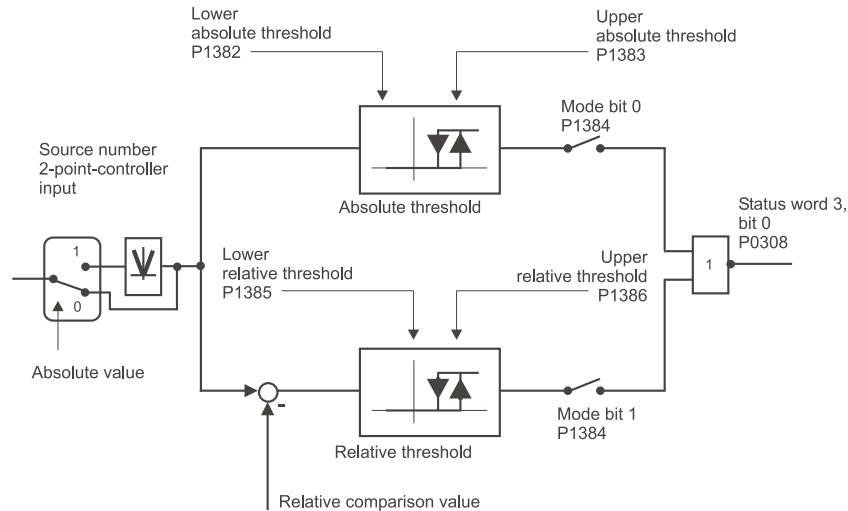 Lower
absolute threshold
P1382
Upper
absolute threshold
P1383
Mode bit 0
P1384
Source number
2-point-controller
input
Absolute threshold
Status word 3,
bit 0
P0308
1
0
Lower
relative threshold
P1385
Upper
relative threshold
P1386
1
Absolute value
-
Mode bit 1
P1384
Relative threshold
Relative comparison value